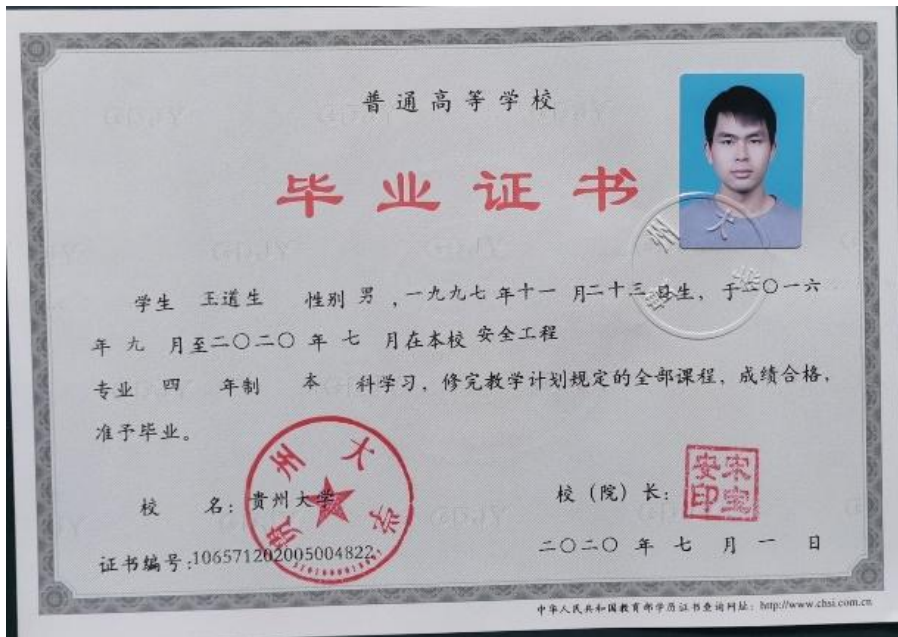 普通高等学校
毕业证书
学生 王道生 性别 男 ,一九九七 年十一 月二十三 日生, 于二〇一六
年 九 月至二〇二〇 年 七 月在本校 安全工程
专业 四 年制 本 科学习, 修完教学计划规定的全部课程, 成绩合格,
准予毕业。
贵州大学
校 名: 贵州大学
校 (院) 长:
宋宝安印
证书编号:106571202005004822
二〇二〇 年 七 月 一 日
中华人民共和国教育部学历证书查询网址: http://www.chsi.com.cn